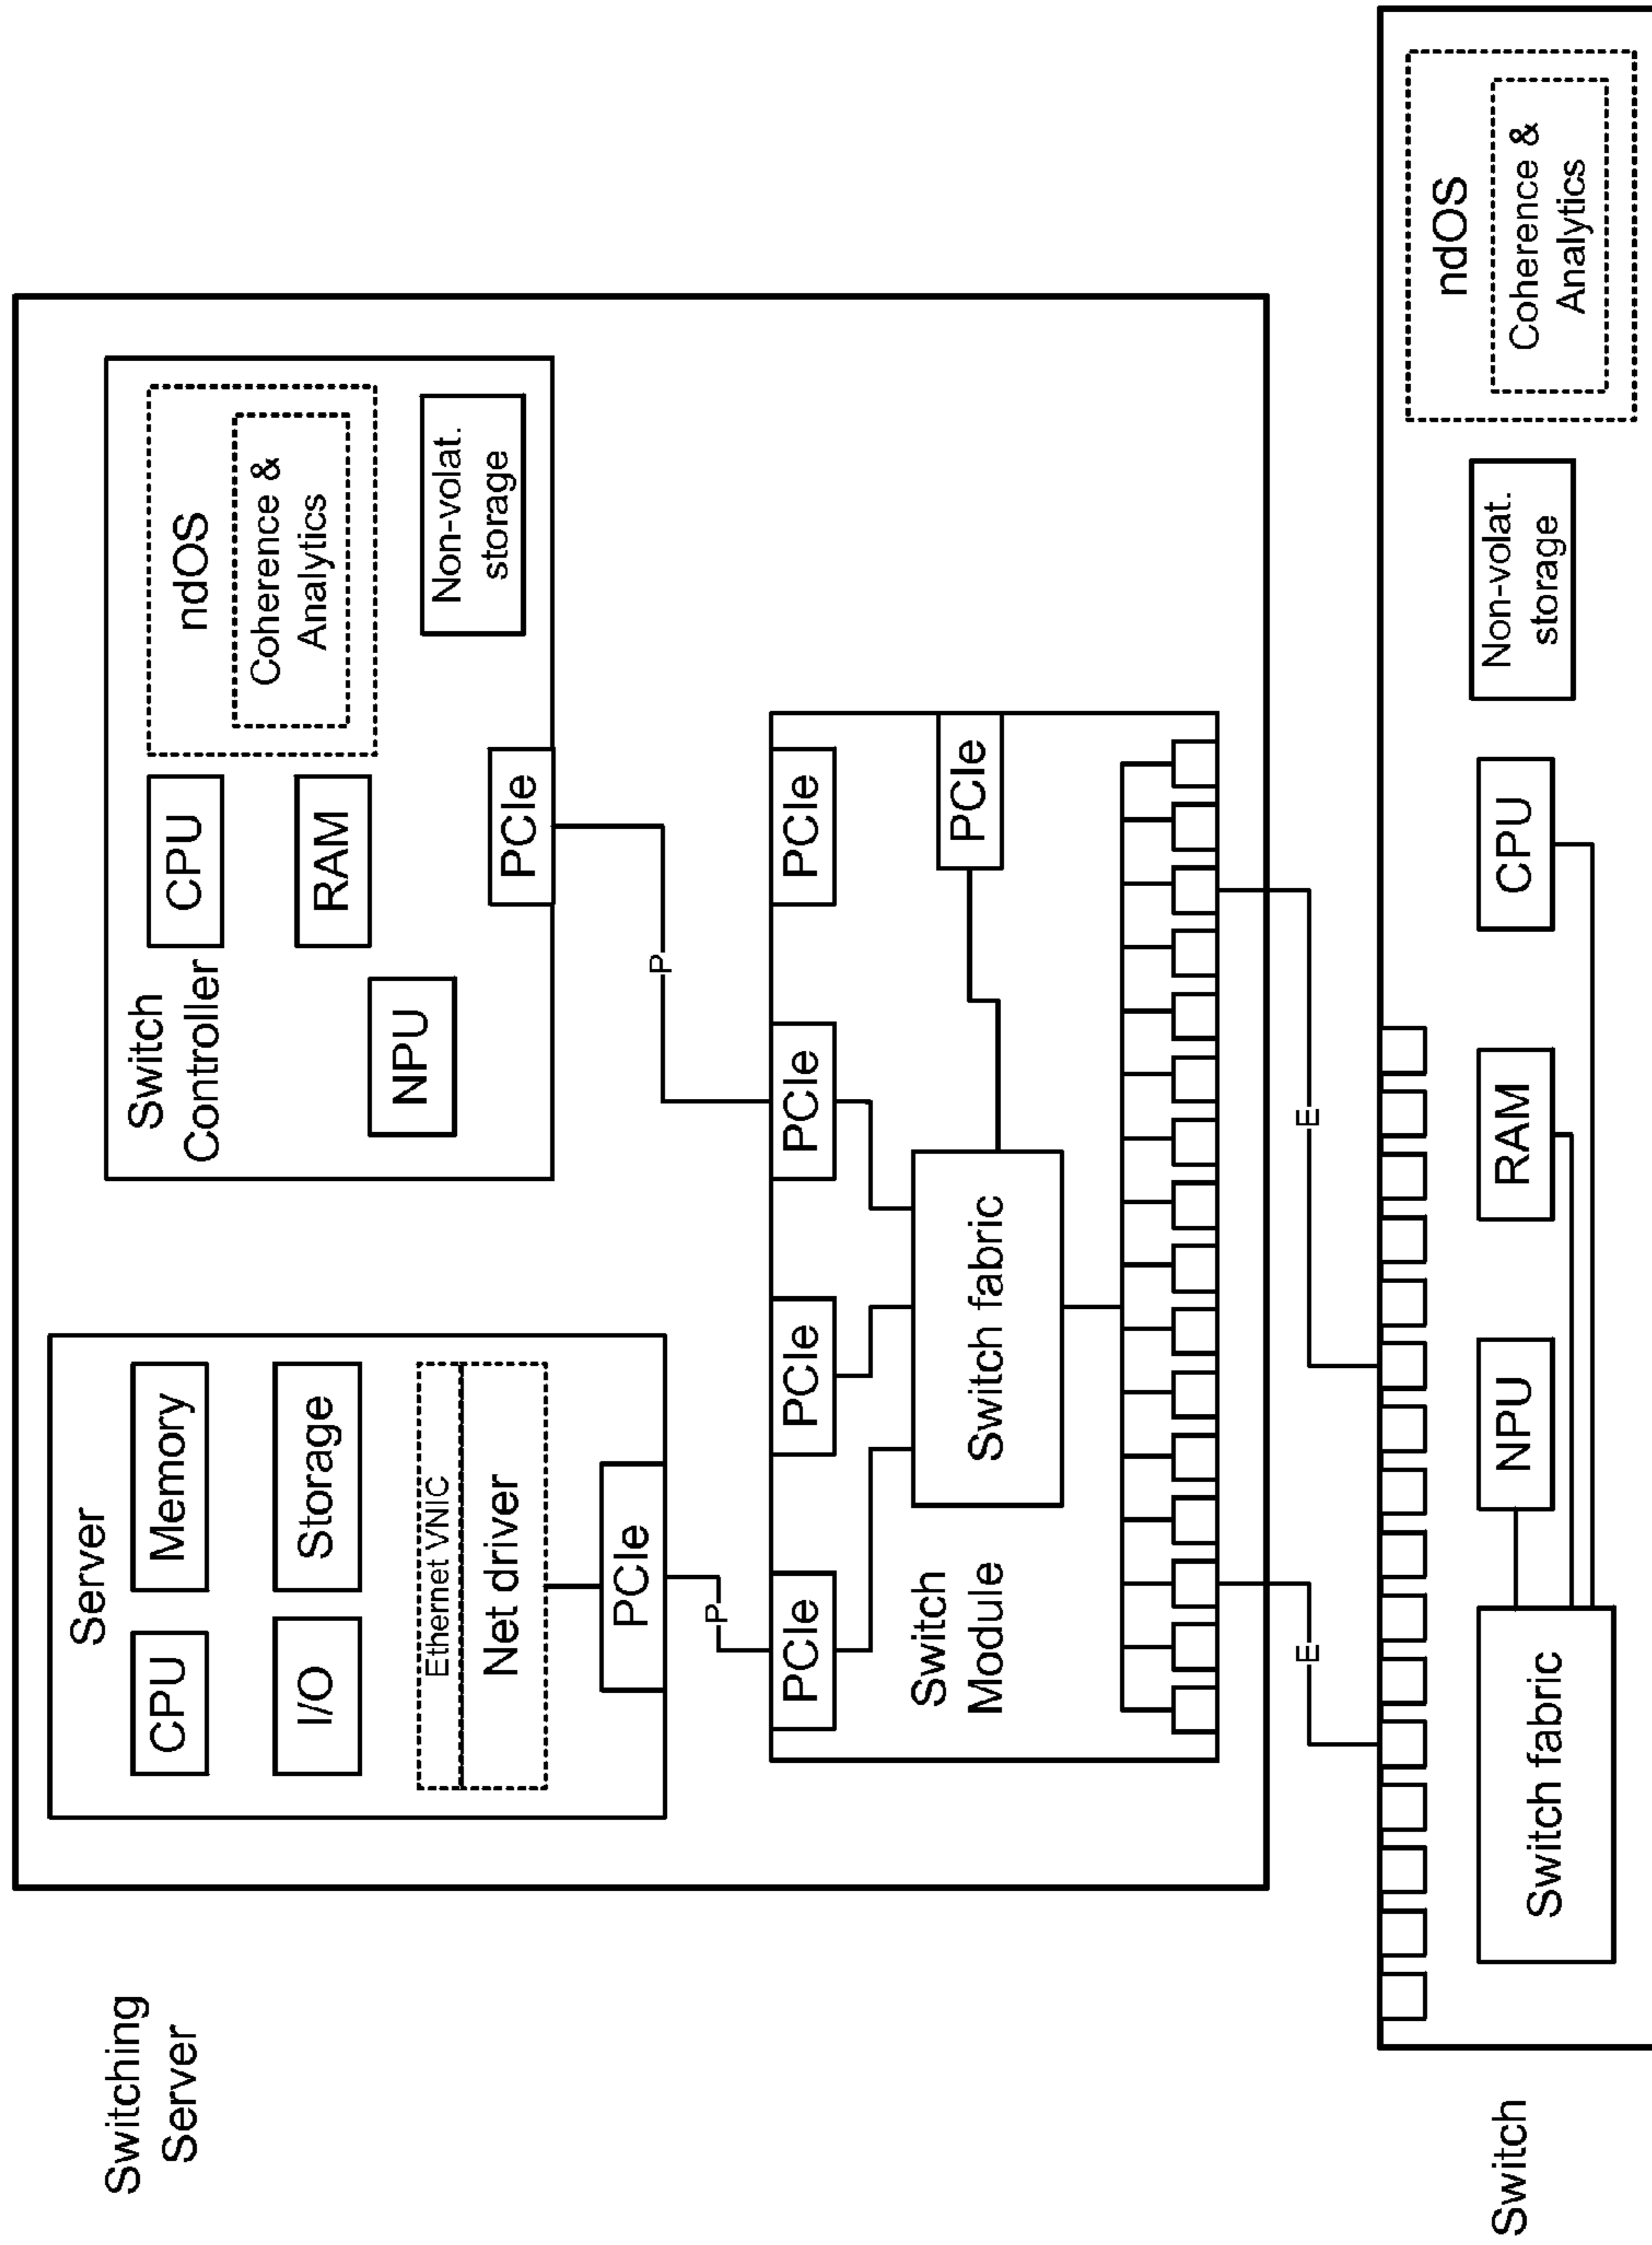 Switching
Server
Server
CPU
Memory
I/O
Storage
Ethernet VNIC
Net driver
PCIe
Switch
Controller
CPU
ndOS
Coherence &
Analytics
RAM
NPU
Non-volat.
storage
PCIe
P
P
PCIe
PCIe
PCIe
PCIe
Switch
Module
Switch fabric
PCIe
E
E
Switch
Switch fabric
NPU
RAM
CPU
Non-volat.
storage
ndOS
Coherence &
Analytics